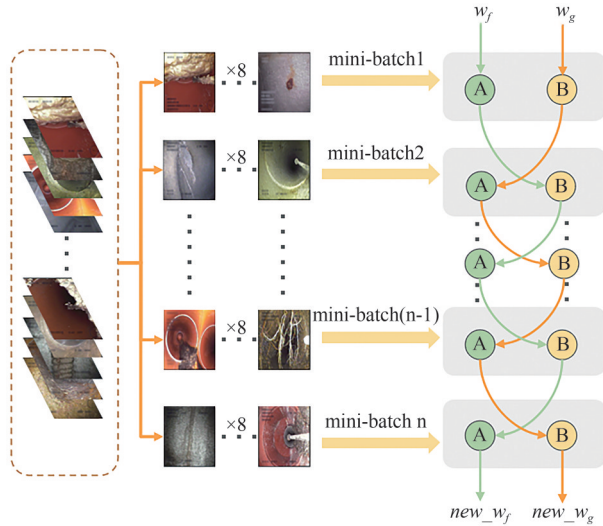 w_f w_g
×8 mini-batch1 A B
×8 mini-batch2 A B
A B
×8 mini-batch(n-1) A B
×8 mini-batch n A B
new_w_f new_w_g